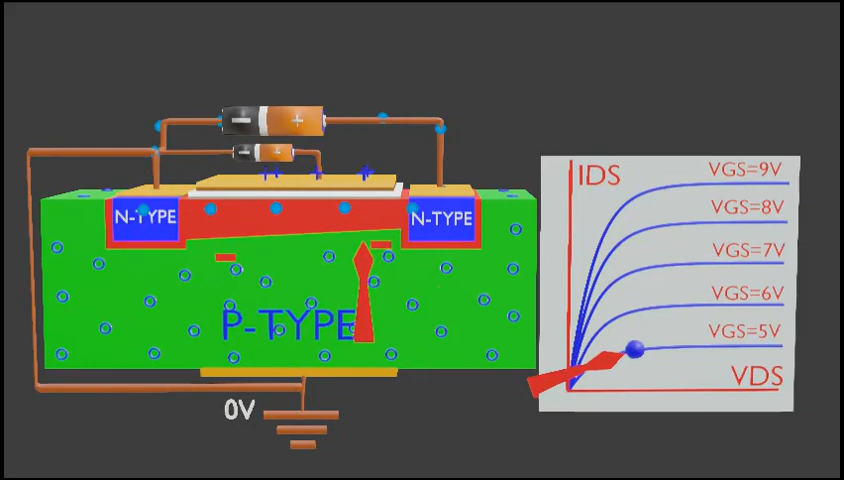 N-TYPE
N-TYPE
P-TYPE
0V
IDS
VGS=9V
VGS=8V
VGS=7V
VGS=6V
VGS=5V
VDS